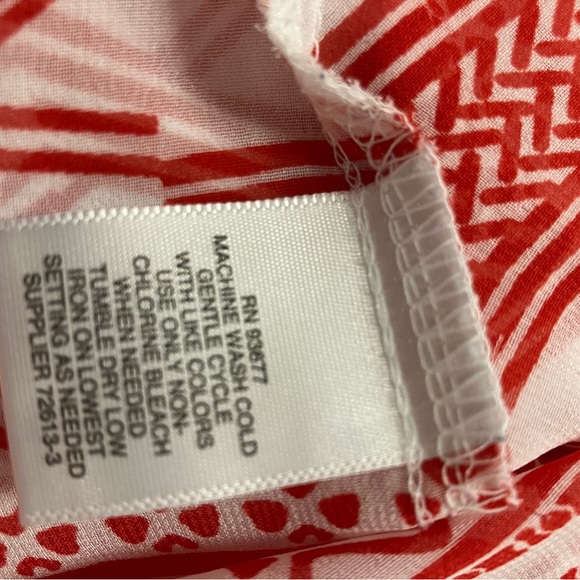 RN 93677
MACHINE WASH COLD
GENTLE CYCLE
WITH LIKE COLORS
USE ONLY NON-
CHLORINE BLEACH
WHEN NEEDED
TUMBLE DRY LOW
IRON ON LOWEST
SETTING AS NEEDED
SUPPLIER 72613-3